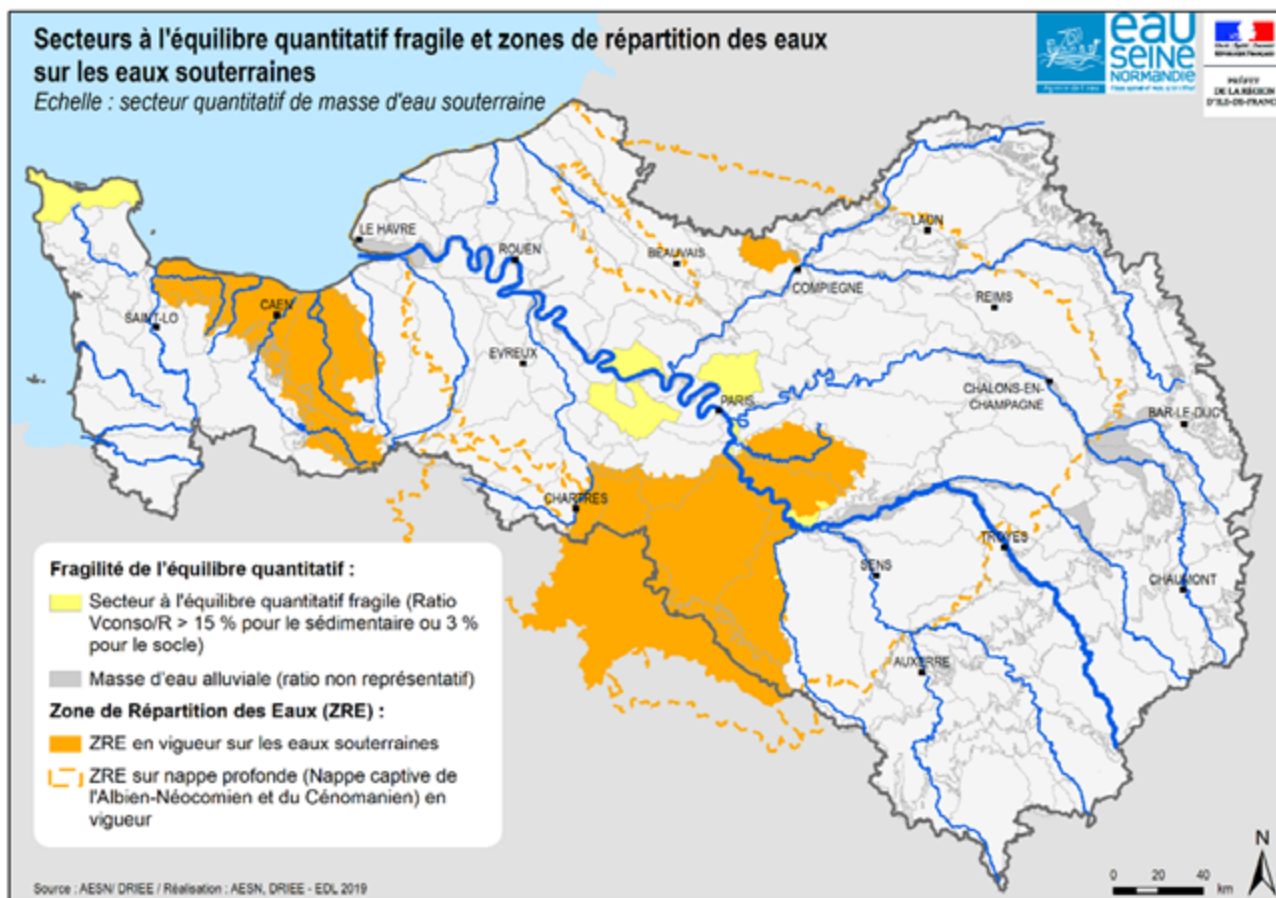 Secteurs à l'équilibre quantitatif fragile et zones de répartition des eaux
sur les eaux souterraines
Echelle : secteur quantitatif de masse d'eau souterraine
eau
SEINE
NORMANDIE
Agence de l'eau
RÉPUBLIQUE FRANÇAISE
PRÉFET
DE LA RÉGION
D'ILE-DE-FRANCE
LE HAVRE
ROUEN
BEAUVAIS
LAON
COMPIEGNE
REIMS
SAINT-LO
CAEN
EVREUX
PARIS
CHALONS-EN-
CHAMPAGNE
BAR-LE-DUC
CHARTRES
TROYES
SENS
CHAUMONT
AUXERRE
Fragilité de l'équilibre quantitatif :
Secteur à l'équilibre quantitatif fragile (Ratio
Vconso/R > 15 % pour le sédimentaire ou 3 %
pour le socle)
Masse d'eau alluviale (ratio non représentatif)
Zone de Répartition des Eaux (ZRE) :
ZRE en vigueur sur les eaux souterraines
ZRE sur nappe profonde (Nappe captive de
l'Albien-Néocomien et du Cénomanien) en
vigueur
Source : AESN/ DRIEE / Réalisation : AESN, DRIEE - EDL 2019
N
0 20 40
km